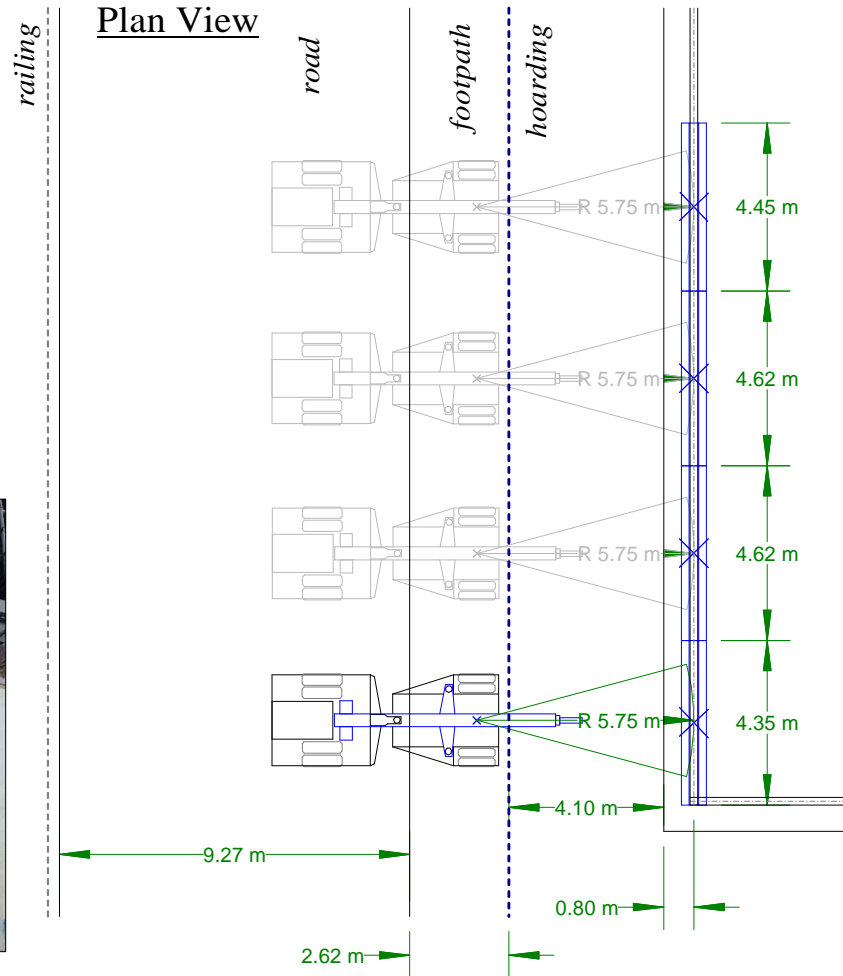 Plan View
railing
road
footpath
hoarding
R 5.75 m
4.45 m
R 5.75 m
4.62 m
R 5.75 m
4.62 m
R 5.75 m
4.35 m
4.10 m
9.27 m
0.80 m
2.62 m